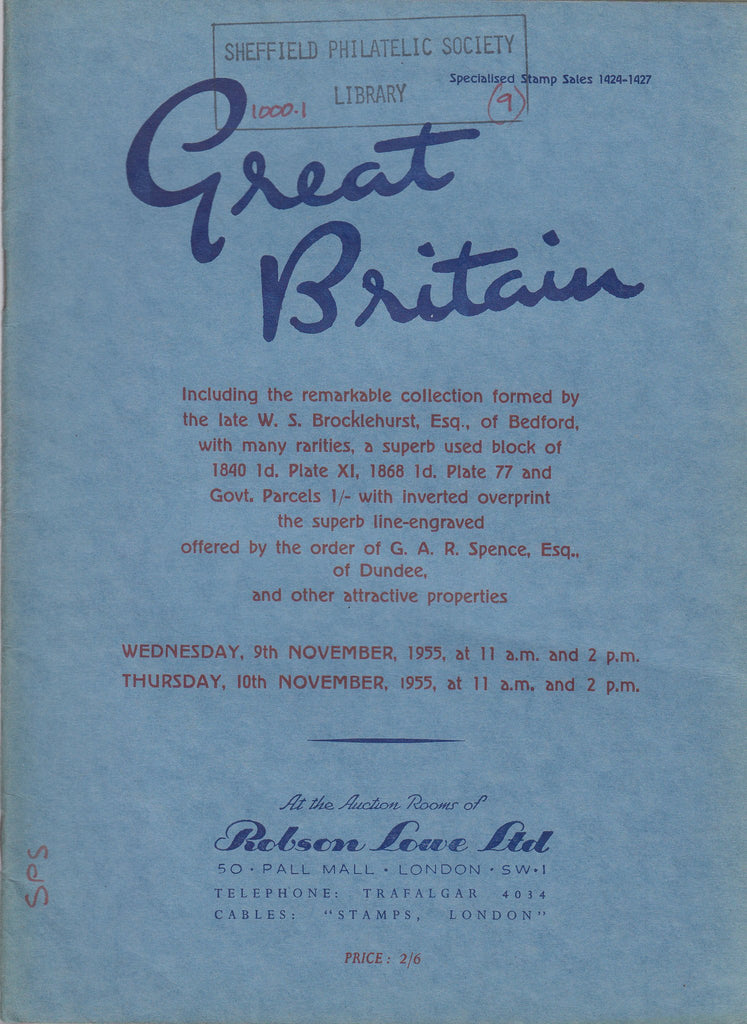 SHEFFIELD PHILATELIC SOCIETY
LIBRARY
1000.1
9
Specialised Stamp Sales 1424-1427
Great
Britain
Including the remarkable collection formed by
the late W. S. Brocklehurst, Esq., of Bedford,
with many rarities, a superb used block of
1840 1d. Plate XI, 1868 1d. Plate 77 and
Govt. Parcels 1/- with inverted overprint
the superb line-engraved
offered by the order of G. A. R. Spence, Esq.,
of Dundee,
and other attractive properties
WEDNESDAY, 9th NOVEMBER, 1955, at 11 a.m. and 2 p.m.
THURSDAY, 10th NOVEMBER, 1955, at 11 a.m. and 2 p.m.
At the Auction Rooms of
Robson Lowe Ltd
50 · PALL MALL · LONDON · SW·1
TELEPHONE: TRAFALGAR 4034
CABLES: "STAMPS, LONDON"
PRICE: 2/6
SPS